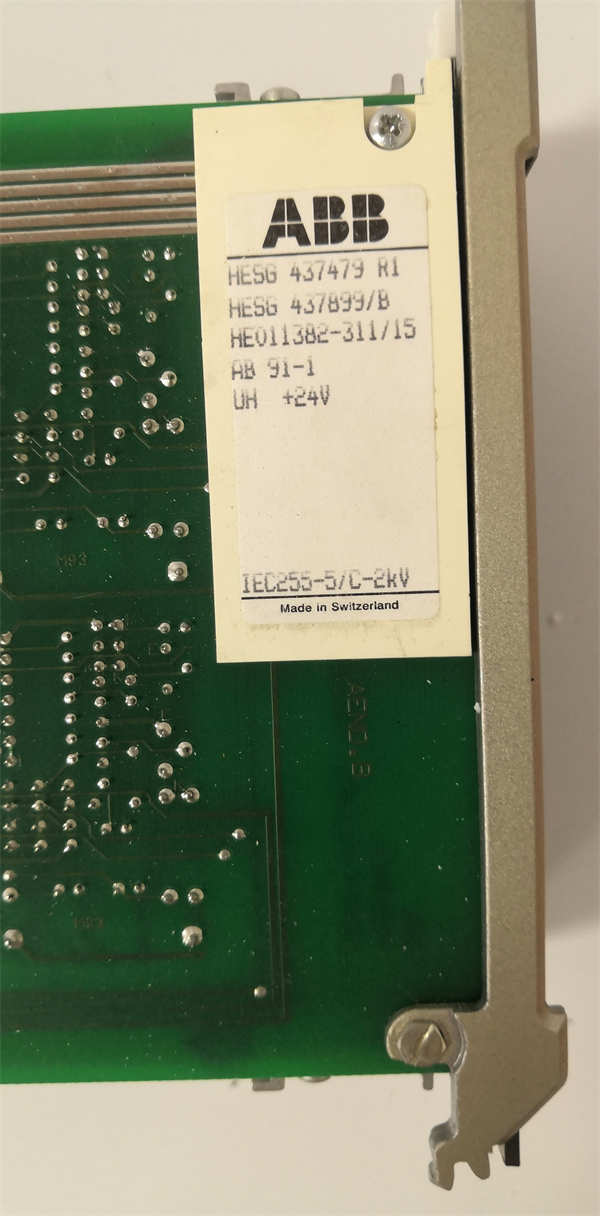 ABB
HESG 437479 R1
HESG 437899/B
HE011382-311/15
AB 91-1
UH +24V
IEC255-5/C-2kV
Made in Switzerland